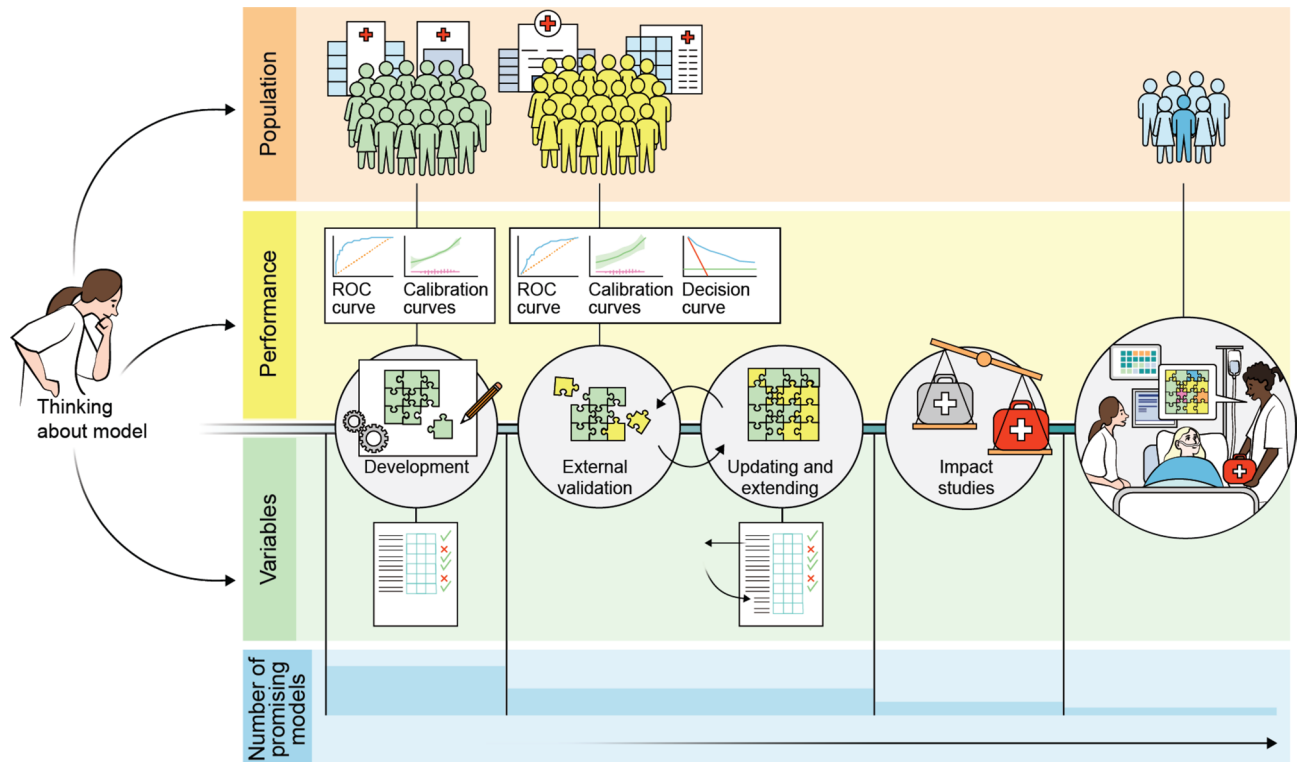 Population
Performance
ROC
curve
Calibration
curves
ROC
curve
Calibration
curves
Decision
curve
Thinking
about model
Development
External
validation
Updating and
extending
Impact
studies
Variables
Number of
promising
models